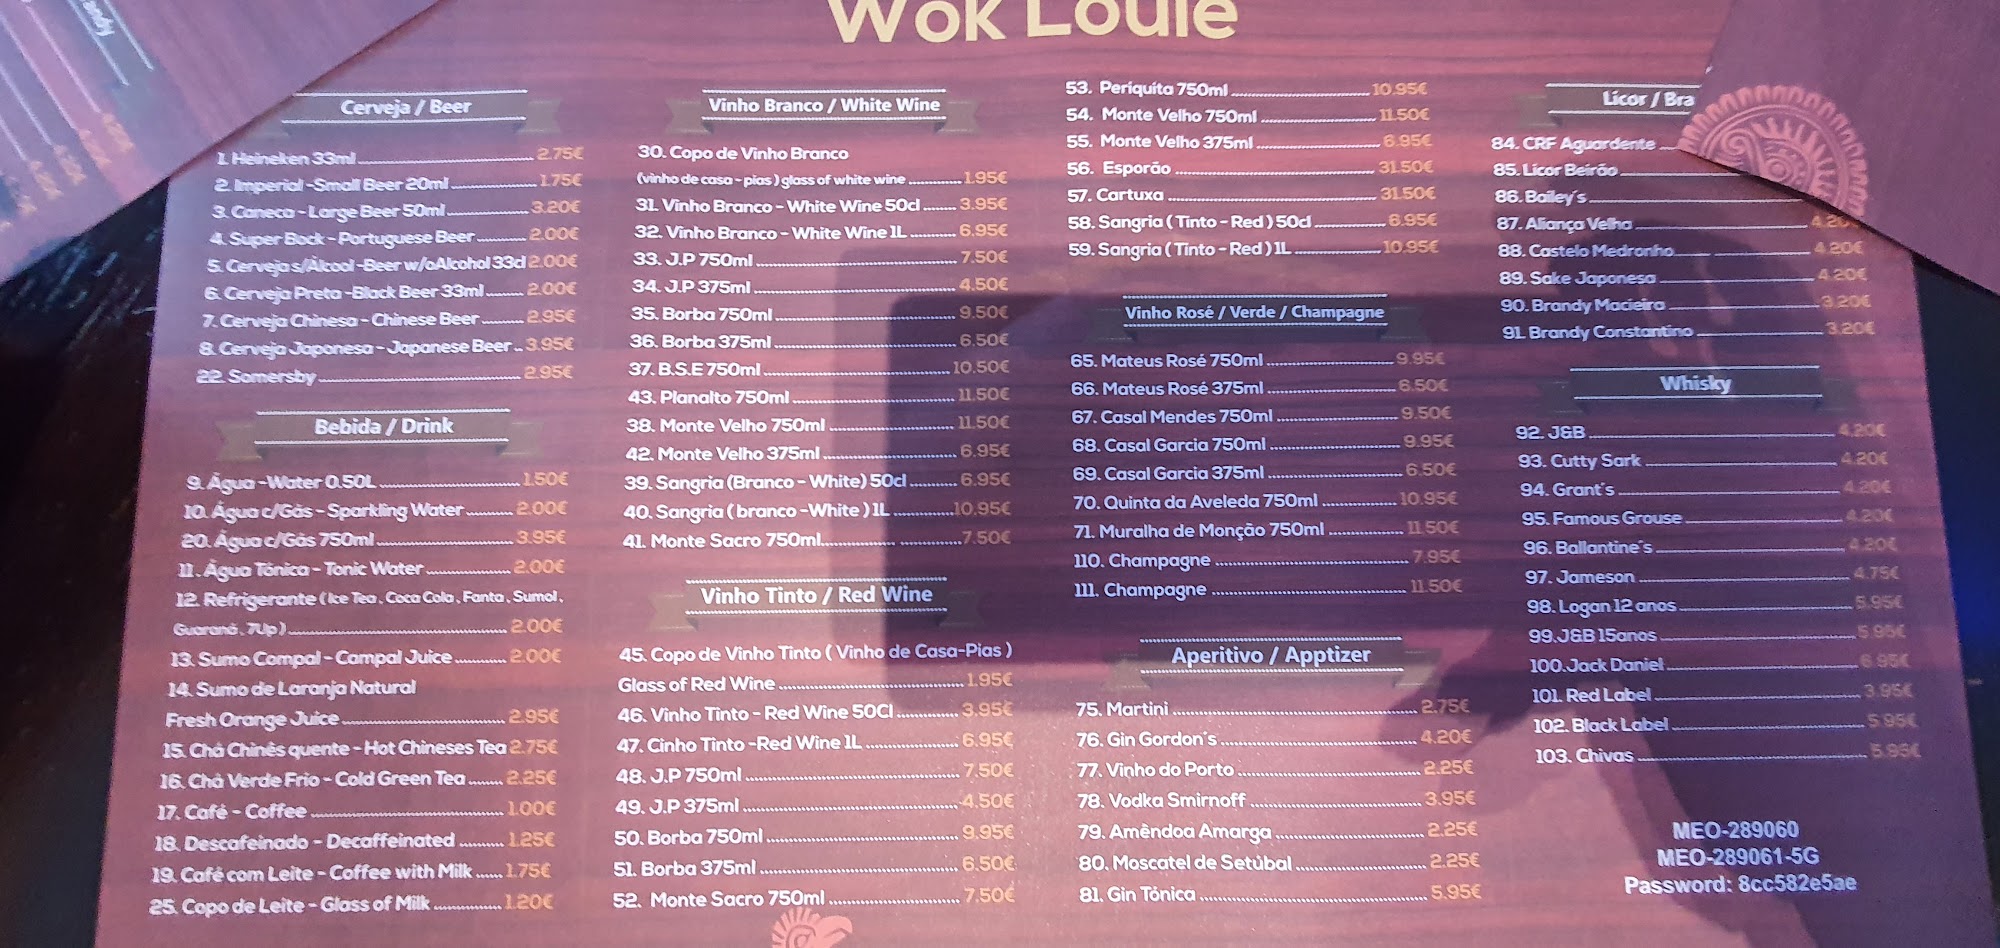 Wok Louie
Cerveja / Beer
1. Heineken 33ml 2.75€
2. Imperial -Small Beer 20ml 1.75€
3. Caneca - Large Beer 50ml 3.20€
4. Super Bock - Portuguese Beer 2.00€
5. Cerveja s/Álcool -Beer w/oAlcohol 33cl 2.00€
6. Cerveja Preta -Black Beer 33ml 2.00€
7. Cerveja Chinesa - Chinese Beer 2.95€
8. Cerveja Japonesa - Japanese Beer 3.95€
22. Somersby 2.95€
Bebida / Drink
9. Água -Water 0.50L 1.50€
10. Água c/Gás - Sparkling Water 2.00€
20. Água c/Gás 750ml 3.95€
11. Água Tónica - Tonic Water 2.00€
12. Refrigerante ( Ice Tea , Coca Cola , Fanta , Sumol ,
Guaraná , 7Up ) 2.00€
13. Sumo Compal - Campal Juice 2.00€
14. Sumo de Laranja Natural
Fresh Orange Juice 2.95€
15. Chá Chinês quente - Hot Chineses Tea 2.75€
16. Chá Verde Frio - Cold Green Tea 2.25€
17. Café - Coffee 1.00€
18. Descafeinado - Decaffeinated 1.25€
19. Café com Leite - Coffee with Milk 1.75€
25. Copo de Leite - Glass of Milk 1.20€
Vinho Branco / White Wine
30. Copo de Vinho Branco
(vinho de casa - pias ) glass of white wine 1.95€
31. Vinho Branco - White Wine 50cl 3.95€
32. Vinho Branco - White Wine 1L 6.95€
33. J.P 750ml 7.50€
34. J.P 375ml 4.50€
35. Borba 750ml 9.50€
36. Borba 375ml 6.50€
37. B.S.E 750ml 10.50€
43. Planalto 750ml 11.50€
38. Monte Velho 750ml 11.50€
42. Monte Velho 375ml 6.95€
39. Sangria (Branco - White) 50cl 6.95€
40. Sangria ( branco -White ) 1L 10.95€
41. Monte Sacro 750ml 7.50€
Vinho Tinto / Red Wine
45. Copo de Vinho Tinto ( Vinho de Casa-Pias )
Glass of Red Wine 1.95€
46. Vinho Tinto - Red Wine 50Cl 3.95€
47. Cinho Tinto -Red Wine 1L 6.95€
48. J.P 750ml 7.50€
49. J.P 375ml 4.50€
50. Borba 750ml 9.95€
51. Borba 375ml 6.50€
52. Monte Sacro 750ml 7.50€
53. Periquita 750ml 10.95€
54. Monte Velho 750ml 11.50€
55. Monte Velho 375ml 6.95€
56. Esporão 31.50€
57. Cartuxa 31.50€
58. Sangria ( Tinto - Red ) 50cl 6.95€
59. Sangria ( Tinto - Red ) 1L 10.95€
Vinho Rosé / Verde / Champagne
65. Mateus Rosé 750ml 9.95€
66. Mateus Rosé 375ml 6.50€
67. Casal Mendes 750ml 9.50€
68. Casal Garcia 750ml 9.95€
69. Casal Garcia 375ml 6.50€
70. Quinta da Aveleda 750ml 10.95€
71. Muralha de Monção 750ml 11.50€
110. Champagne 7.95€
111. Champagne 11.50€
Aperitivo / Apptizer
75. Martini 2.75€
76. Gin Gordon´s 4.20€
77. Vinho do Porto 2.25€
78. Vodka Smirnoff 3.95€
79. Amêndoa Amarga 2.25€
80. Moscatel de Setúbal 2.25€
81. Gin Tónica 5.95€
Licor / Bra
84. CRF Aguardente
85. Licor Beirão
86. Bailey´s
87. Aliança Velha 4.20€
88. Castelo Medronho 4.20€
89. Sake Japonesa 4.20€
90. Brandy Macieira 3.20€
91. Brandy Constantino 3.20€
Whisky
92. J&B 4.20€
93. Cutty Sark 4.20€
94. Grant´s 4.20€
95. Famous Grouse 4.20€
96. Ballantine´s 4.20€
97. Jameson 4.75€
98. Logan 12 anos 5.95€
99. J&B 15anos 5.95€
100. Jack Daniel 6.95€
101. Red Label 3.95€
102. Black Label 5.95€
103. Chivas 5.95€
MEO-289060
MEO-289061-5G
Password: 8cc582e5ae